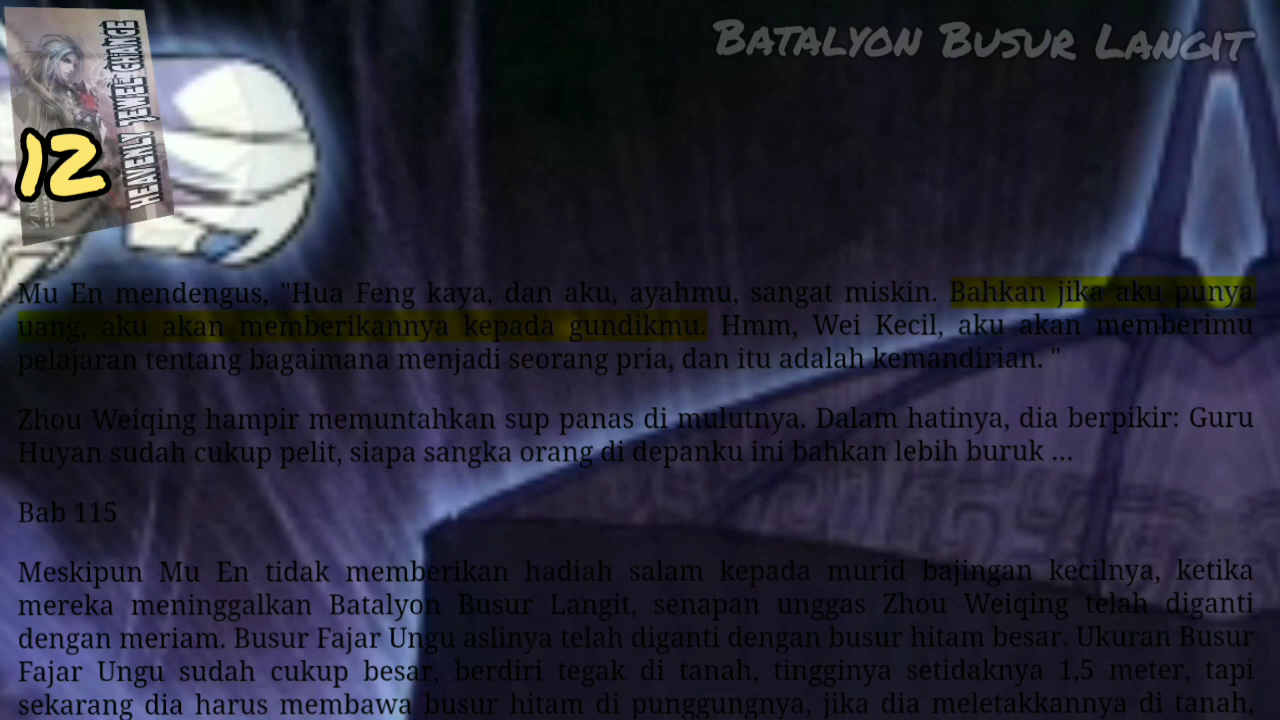 Batalyon Busur Langit
HEAVENLY JEWEL CHANGE
12
Mu En mendengus, "Hua Feng kaya, dan aku, ayahmu, sangat miskin. Bahkan jika aku punya
uang, aku akan memberikannya kepada gundikmu. Hmm, Wei Kecil, aku akan memberimu
pelajaran tentang bagaimana menjadi seorang pria, dan itu adalah kemandirian. "
Zhou Weiqing hampir memuntahkan sup panas di mulutnya. Dalam hatinya, dia berpikir: Guru
Huyan sudah cukup pelit, siapa sangka orang di depanku ini bahkan lebih buruk ...
Bab 115
Meskipun Mu En tidak memberikan hadiah salam kepada murid bajingan kecilnya, ketika
mereka meninggalkan Batalyon Busur Langit, senapan unggas Zhou Weiqing telah diganti
dengan meriam. Busur Fajar Ungu aslinya telah diganti dengan busur hitam besar. Ukuran Busur
Fajar Ungu sudah cukup besar, berdiri tegak di tanah, tingginya setidaknya 1,5 meter, tapi
sekarang dia harus membawa busur hitam di punggungnya, jika dia meletakkannya di tanah,